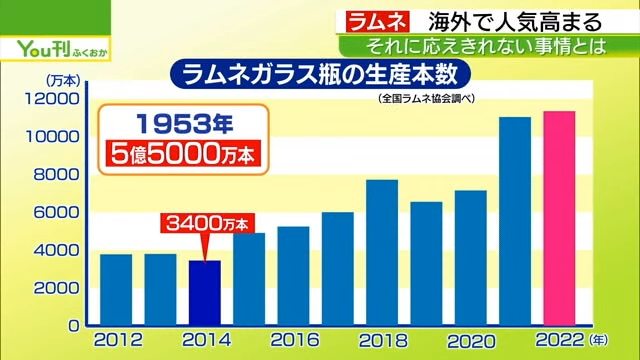 You刊
ふくおか
ラムネ 海外で人気高まる
それに応えきれない事情とは
ラムネガラス瓶の生産本数
(万本)
(全国ラムネ協会調べ)
12000
10000
8000
6000
4000
2000
0
1953年
5億5000万本
3400万本
2012 2014 2016 2018 2020 2022 (年)